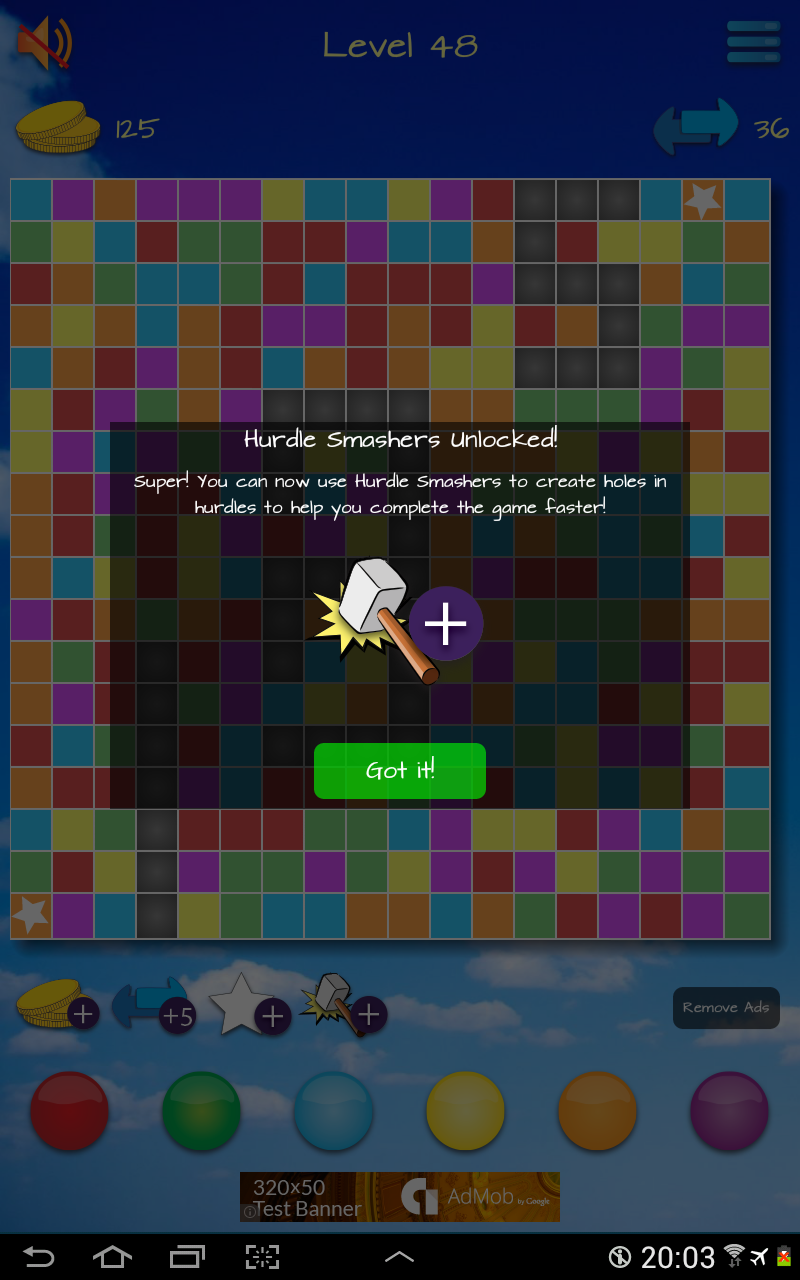 Level 48
125
36
Hurdle Smashers Unlocked!
Super! You can now use Hurdle Smashers to create holes in
hurdles to help you complete the game faster!
+
Got it!
+
+5
+
+
Remove Ads
320x50
Test Banner
AdMob by Google
20:03